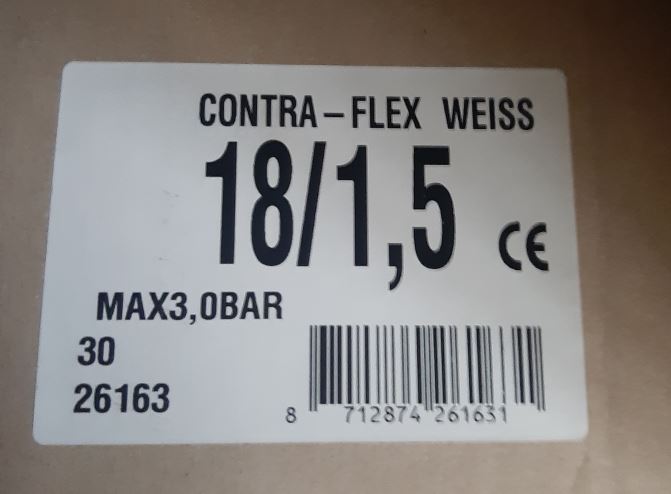 CONTRA-FLEX WEISS
18/1,5 CE
MAX3,0BAR
30
26163
8 712874 261631